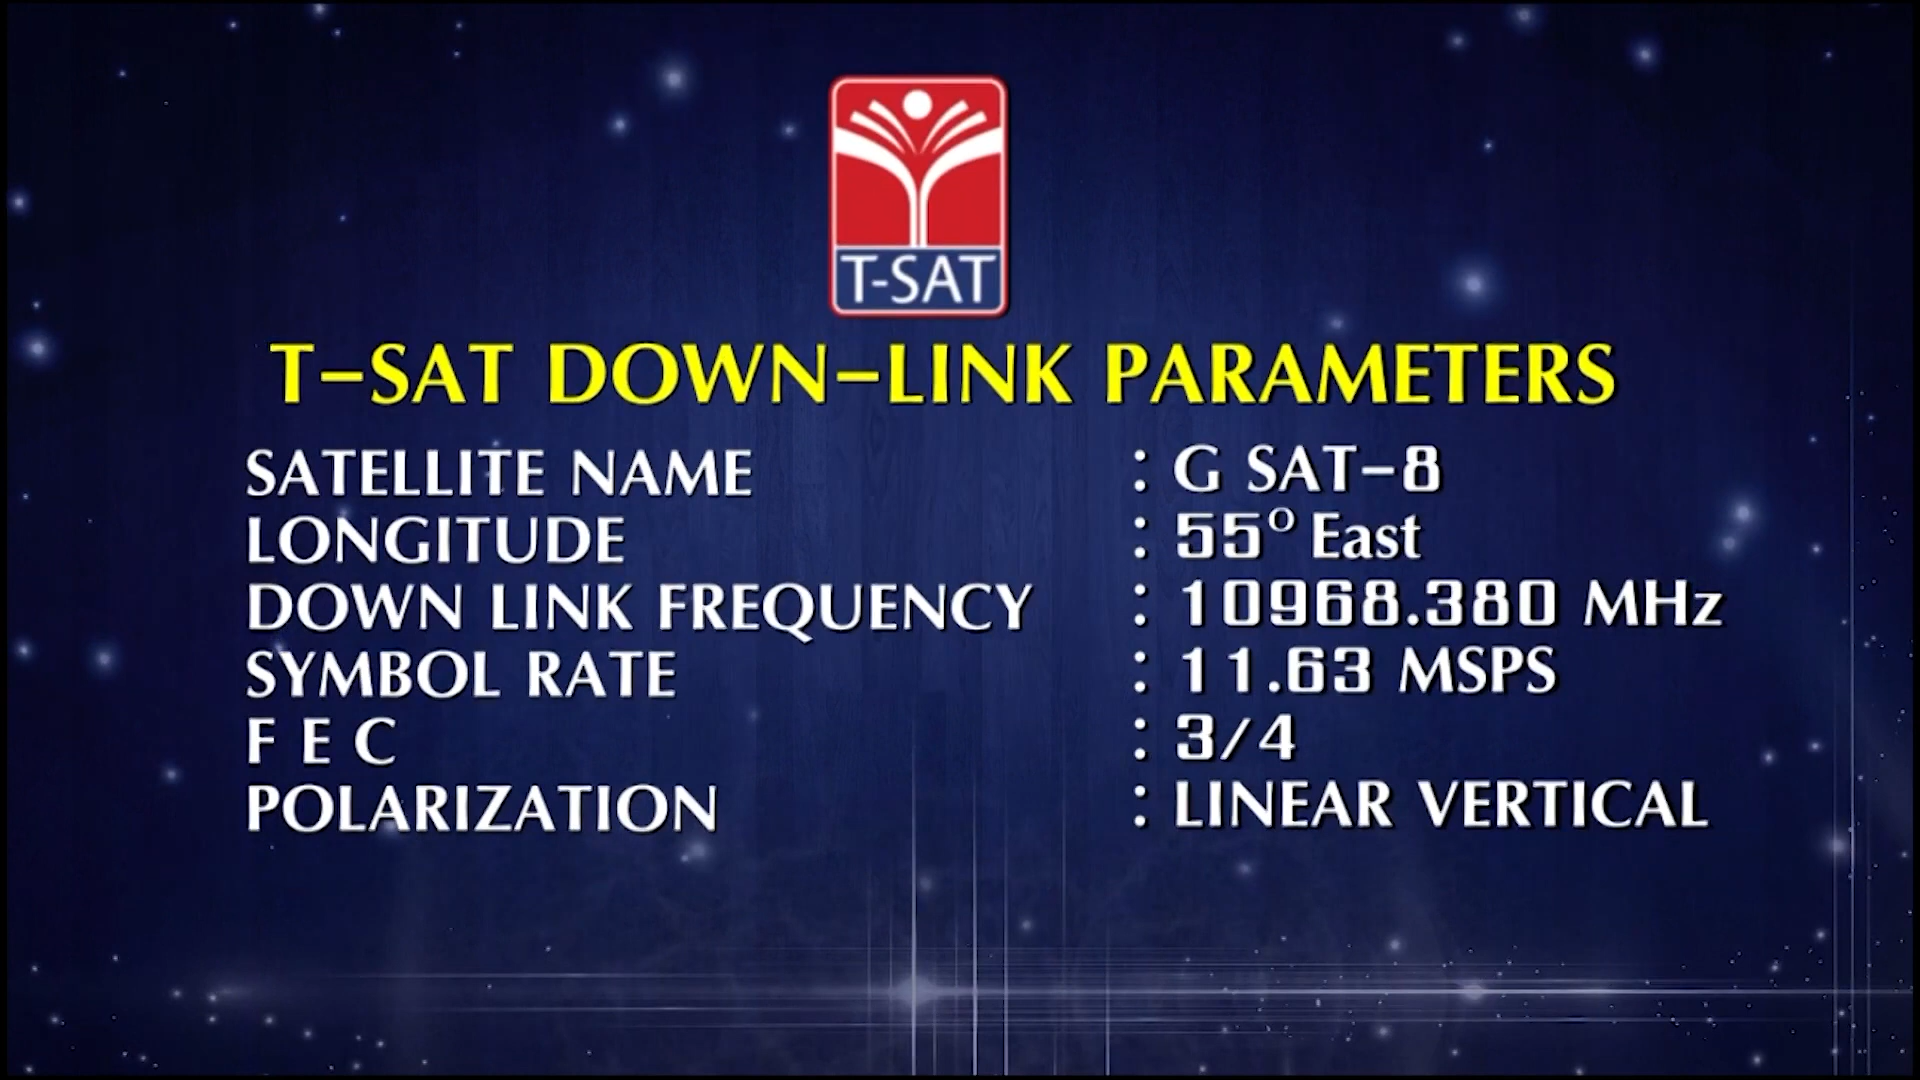 T-SAT
T-SAT DOWN-LINK PARAMETERS
SATELLITE NAME : G SAT-8
LONGITUDE : 55° East
DOWN LINK FREQUENCY : 10968.380 MHz
SYMBOL RATE : 11.63 MSPS
F E C : 3/4
POLARIZATION : LINEAR VERTICAL